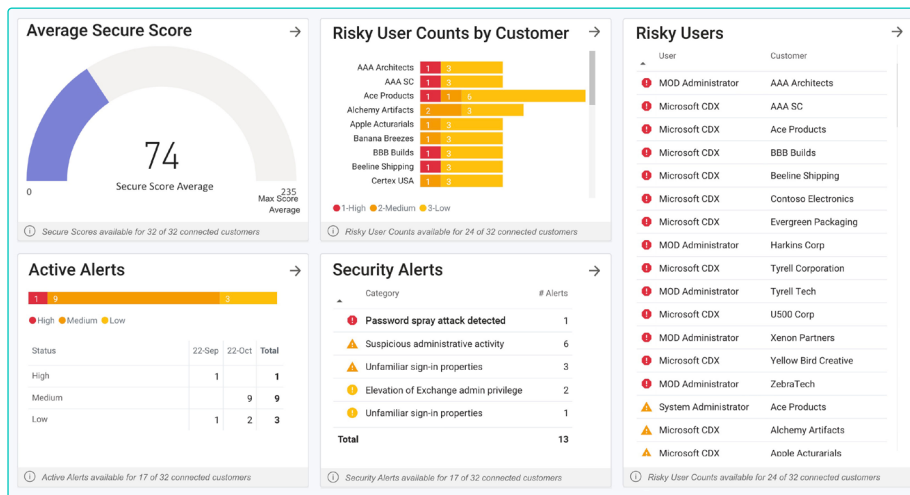 Average Secure Score
74
Secure Score Average
0
235
Max Score
Average
Secure Scores available for 32 of 32 connected customers
Risky User Counts by Customer
AAA Architects 1 3
AAA SC 1 3
Ace Products 1 1 6
Alchemy Artifacts 2 3
Apple Acturarials 1 3
Banana Breezes 1 3
BBB Builds 1 3
Beeline Shipping 1 3
Certex USA 1 3
1-High 2-Medium 3-Low
Risky User Counts available for 24 of 32 connected customers
Risky Users
User Customer
MOD Administrator AAA Architects
Microsoft CDX AAA SC
Microsoft CDX Ace Products
Microsoft CDX BBB Builds
Microsoft CDX Beeline Shipping
Microsoft CDX Contoso Electronics
Microsoft CDX Evergreen Packaging
MOD Administrator Harkins Corp
Microsoft CDX Tyrell Corporation
MOD Administrator Tyrell Tech
Microsoft CDX U500 Corp
MOD Administrator Xenon Partners
Microsoft CDX Yellow Bird Creative
MOD Administrator ZebraTech
System Administrator Ace Products
Microsoft CDX Alchemy Artifacts
Microsoft CDX Apple Acturarials
Risky User Counts available for 24 of 32 connected customers
Active Alerts
1 9 3
High Medium Low
Status 22-Sep 22-Oct Total
High 1 1
Medium 9 9
Low 1 2 3
Active Alerts available for 17 of 32 connected customers
Security Alerts
Category # Alerts
Password spray attack detected 1
Suspicious administrative activity 6
Unfamiliar sign-in properties 3
Elevation of Exchange admin privilege 2
Unfamiliar sign-in properties 1
Total 13
Security Alerts available for 17 of 32 connected customers